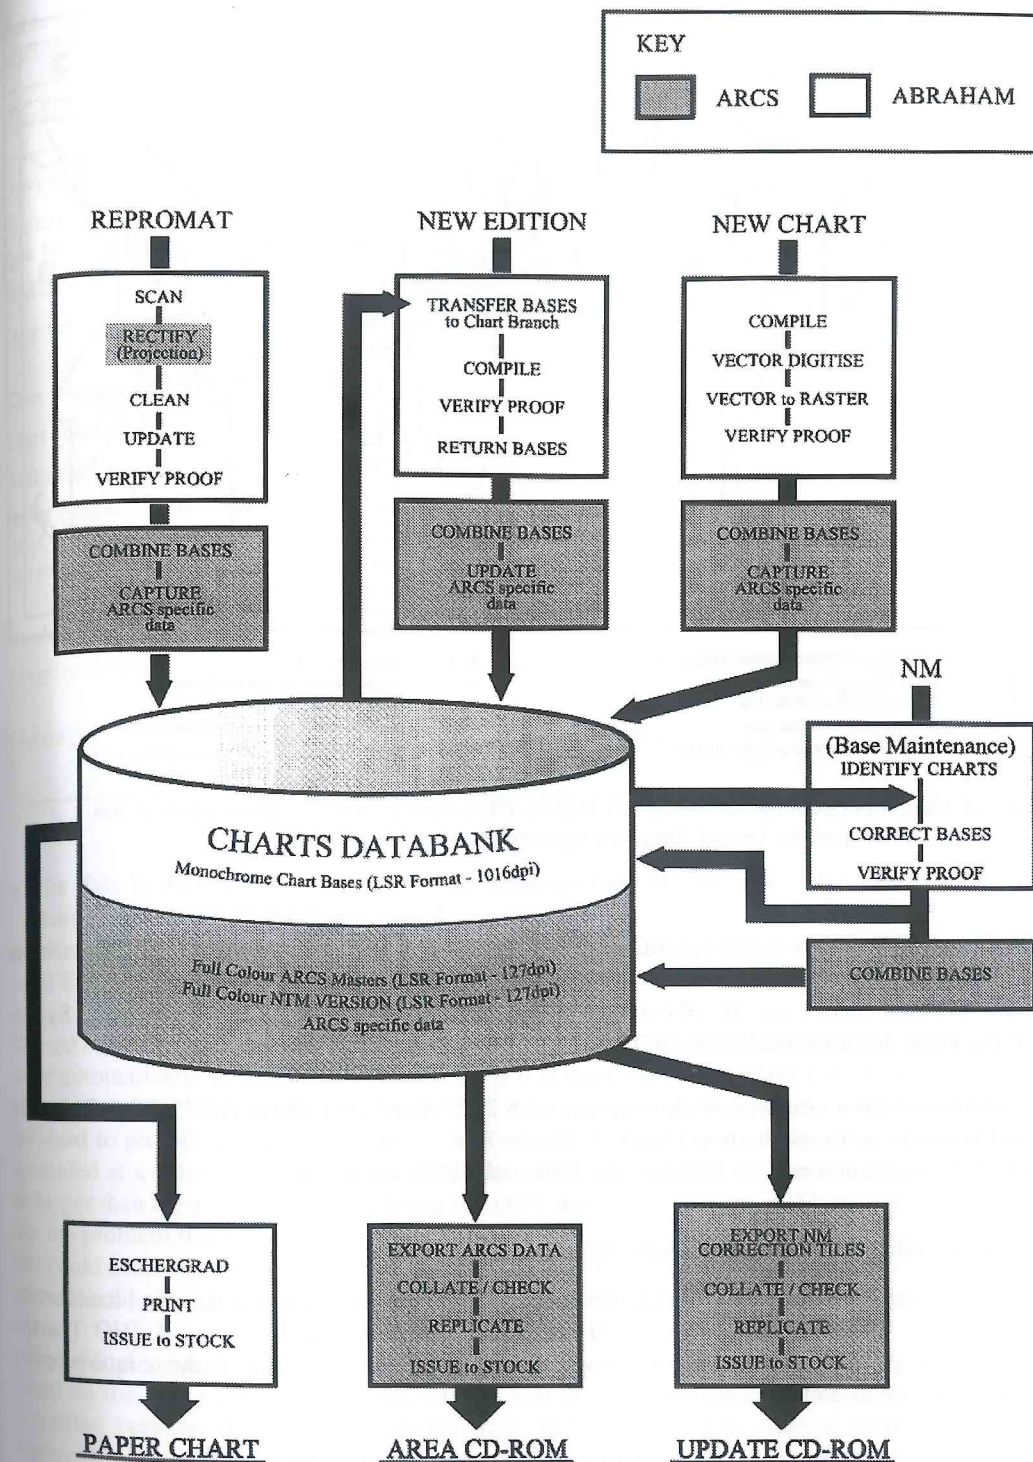 KEY
ARCS
ABRAHAM
REPROMAT
SCAN
RECTIFY
(Projection)
CLEAN
UPDATE
VERIFY PROOF
COMBINE BASES
CAPTURE
ARCS specific
data
NEW EDITION
TRANSFER BASES
to Chart Branch
COMPILE
VERIFY PROOF
RETURN BASES
COMBINE BASES
UPDATE
ARCS specific
data
NEW CHART
COMPILE
VECTOR DIGITISE
VECTOR to RASTER
VERIFY PROOF
COMBINE BASES
CAPTURE
ARCS specific
data
NM
(Base Maintenance)
IDENTIFY CHARTS
CORRECT BASES
VERIFY PROOF
COMBINE BASES
CHARTS DATABANK
Monochrome Chart Bases (LSR Format - 1016dpi)
Full Colour ARCS Masters (LSR Format - 127dpi)
Full Colour NTM VERSION (LSR Format - 127dpi)
ARCS specific data
ESCHERGRAD
PRINT
ISSUE to STOCK
PAPER CHART
EXPORT ARCS DATA
COLLATE / CHECK
REPLICATE
ISSUE to STOCK
AREA CD-ROM
EXPORT NM
CORRECTION TILES
COLLATE / CHECK
REPLICATE
ISSUE to STOCK
UPDATE CD-ROM